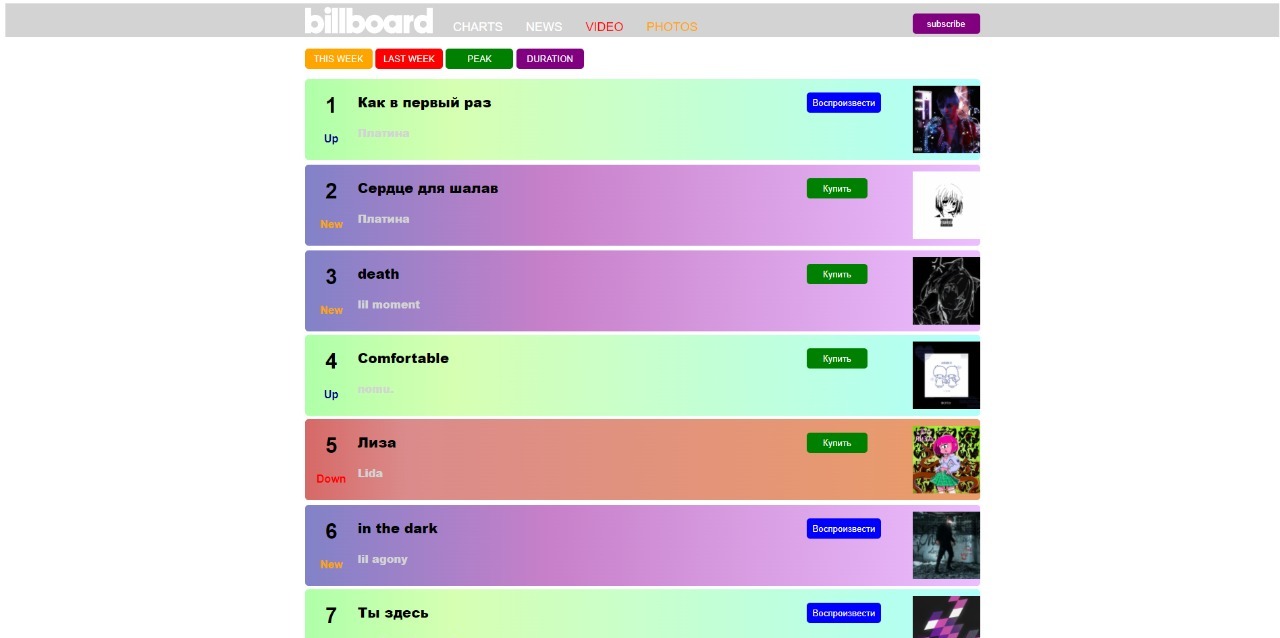 billboard CHARTS NEWS VIDEO PHOTOS subscribe
THIS WEEK LAST WEEK PEAK DURATION
1 Как в первый раз Воспроизвести
Up Платина
2 Сердце для шалав Купить
New Платина
3 death Купить
New lil moment
4 Comfortable Купить
Up nomu.
5 Лиза Купить
Down Lida
6 in the dark Воспроизвести
New lil agony
7 Ты здесь Воспроизвести